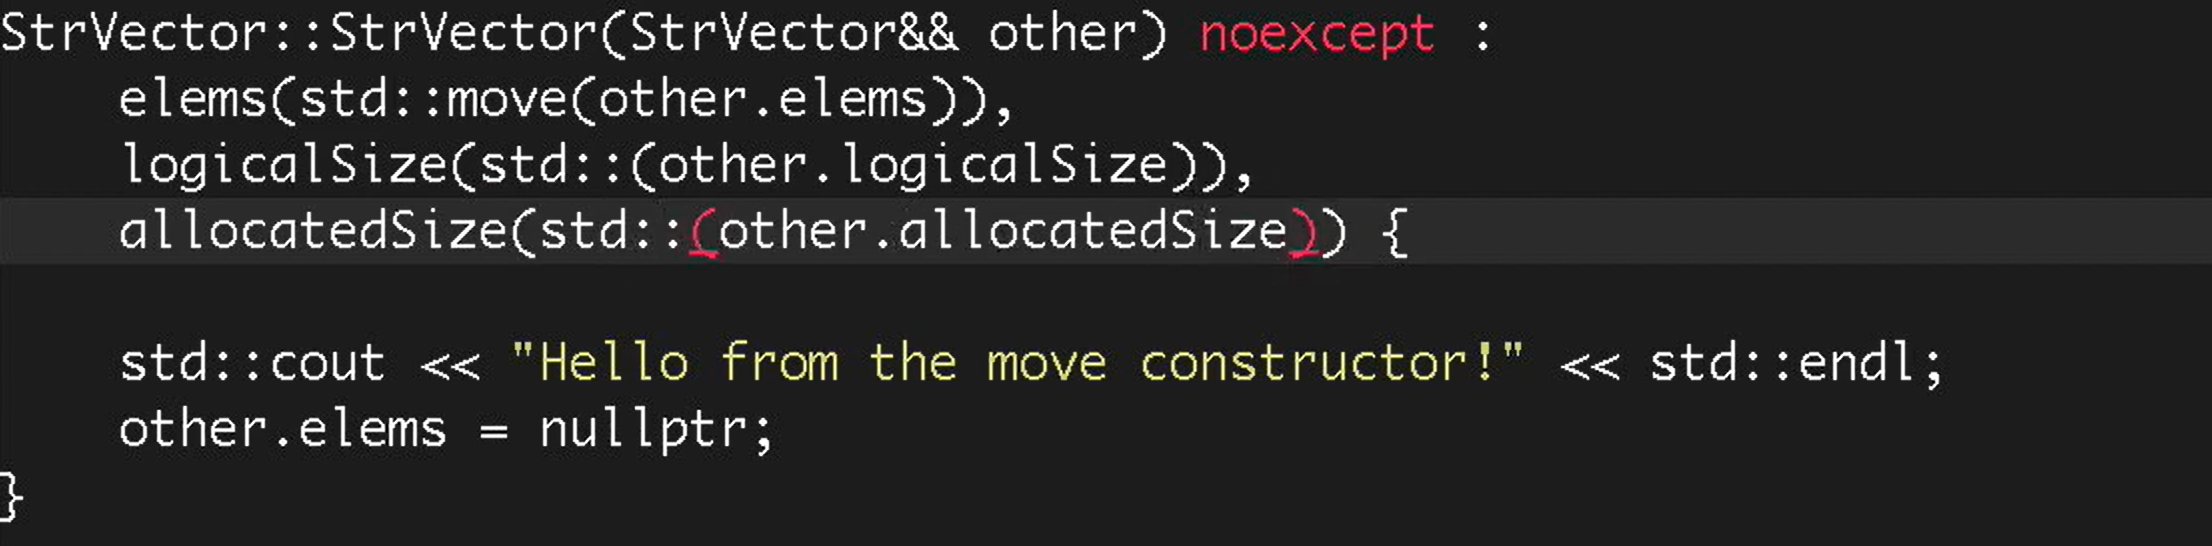 StrVector::StrVector(StrVector&& other) noexcept :
    elems(std::move(other.elems)),
    logicalSize(std::(other.logicalSize)),
    allocatedSize(std::(other.allocatedSize)) {
    std::cout << "Hello from the move constructor!" << std::endl;
    other.elems = nullptr;
}